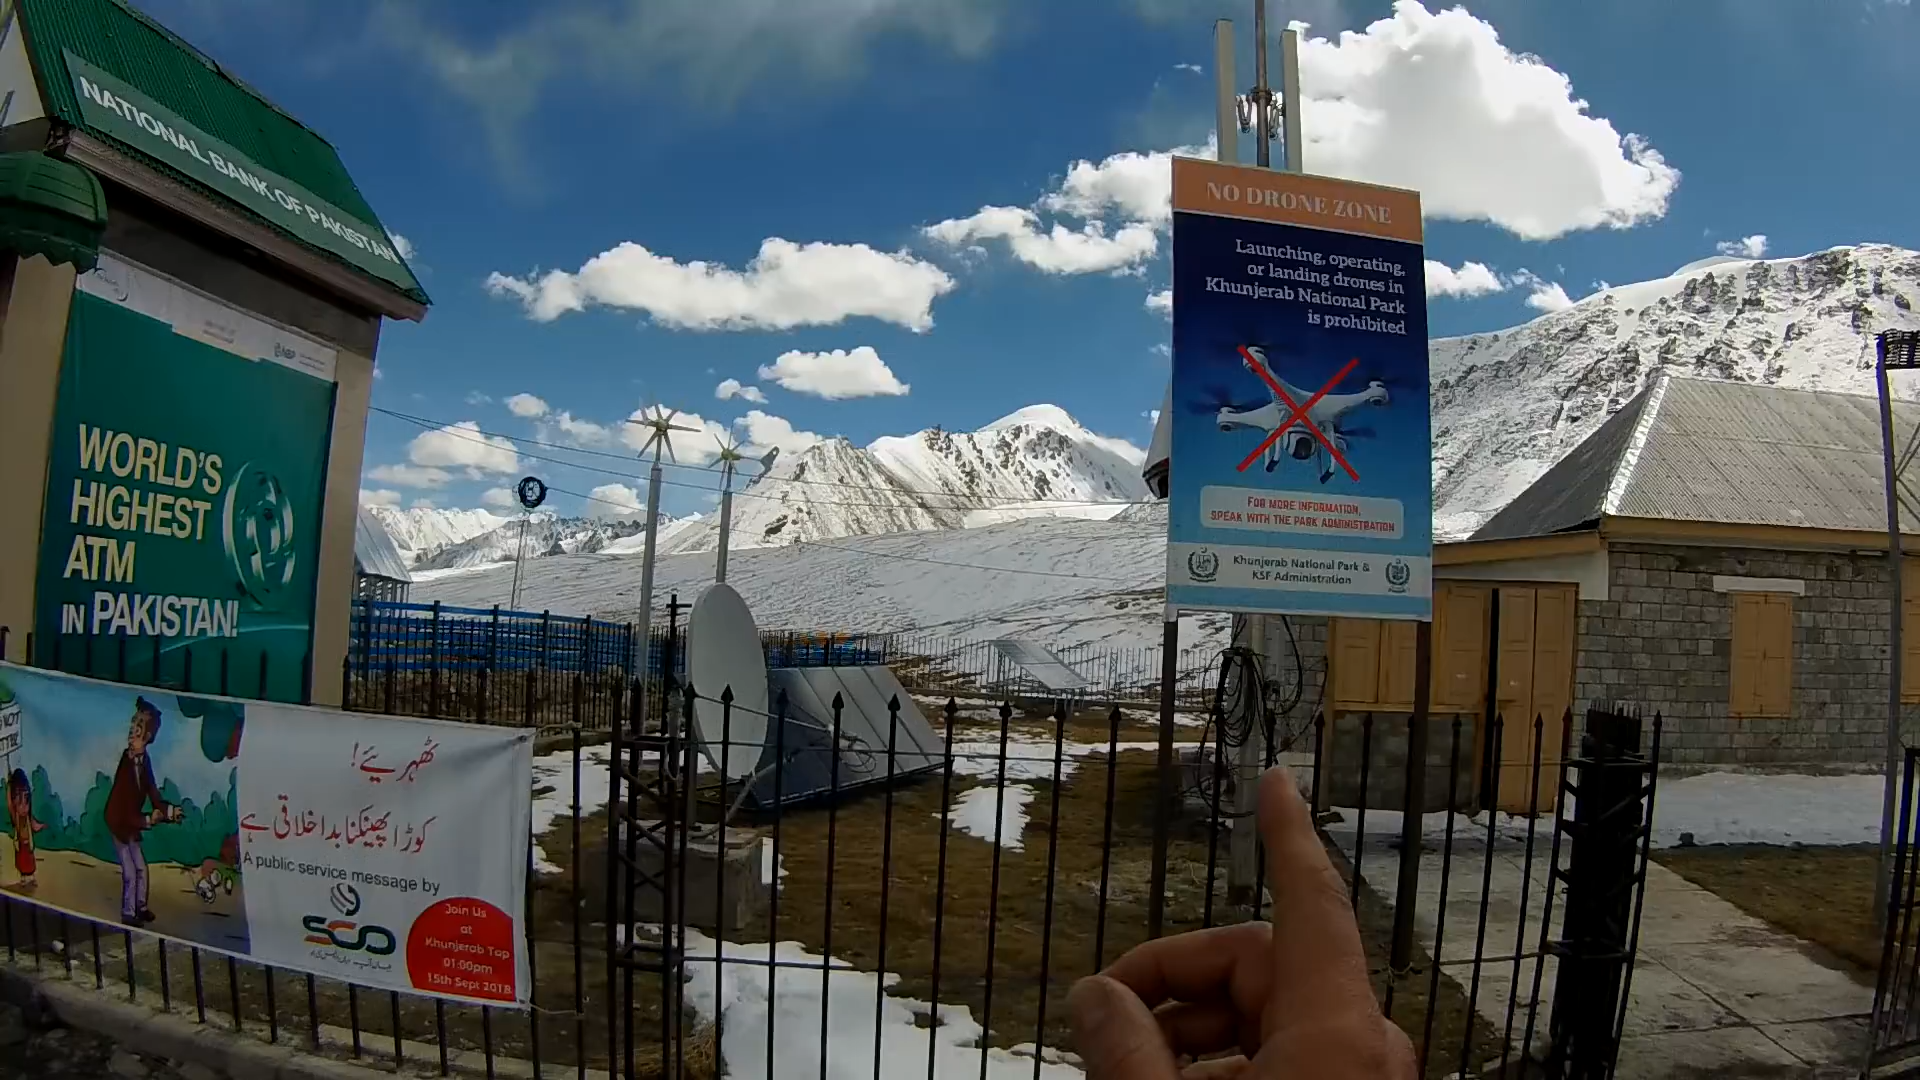 NATIONAL BANK OF PAKISTAN
WORLD'S
HIGHEST
ATM
IN PAKISTAN!
NOT
ٹھہریئے!
کوڑا پھینکنا بداخلاقی ہے
A public service message by
SCO
Join Us
at
Khunjerab Top
01:00pm
15th Sept 2018
NO DRONE ZONE
Launching, operating,
or landing drones in
Khunjerab National Park
is prohibited
FOR MORE INFORMATION,
SPEAK WITH THE PARK ADMINISTRATION
Khunjerab National Park &
KSF Administration